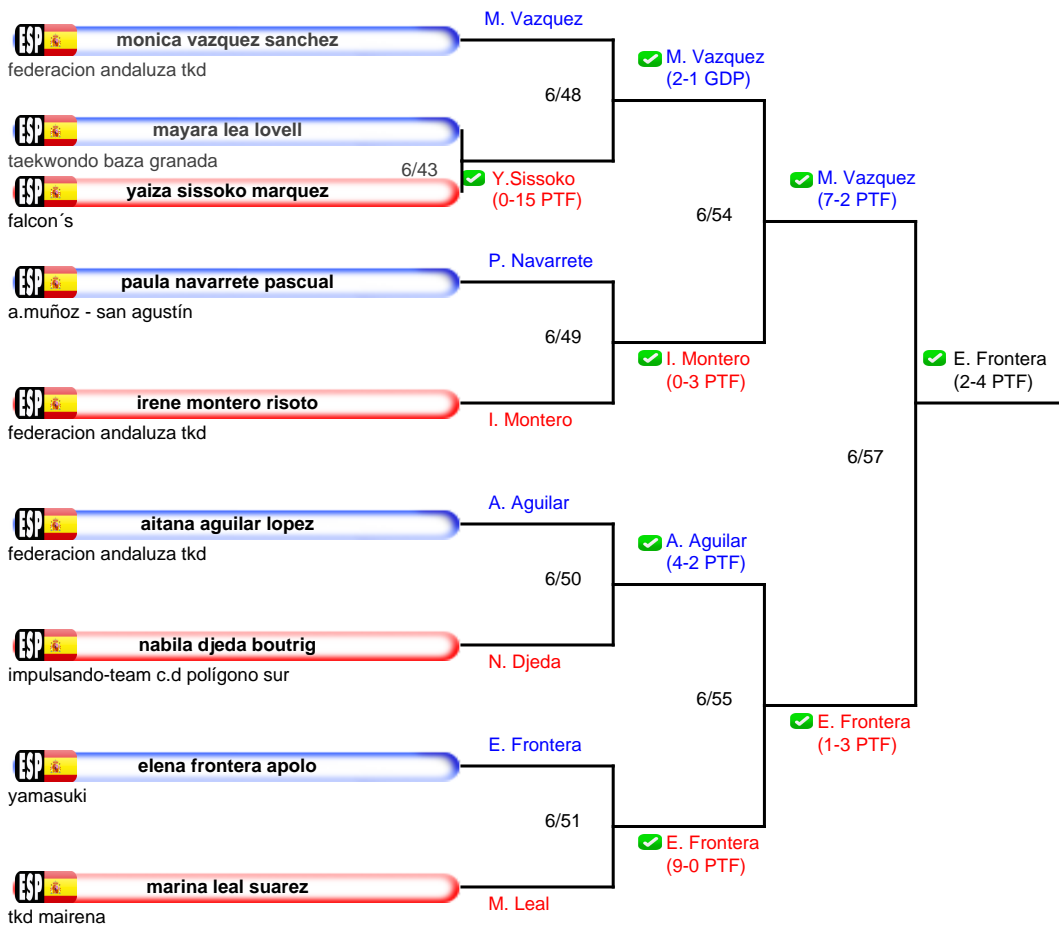 M. Vazquez
ESP monica vazquez sanchez
federacion andaluza tkd
M. Vazquez
(2-1 GDP)
6/48
ESP mayara lea lovell
taekwondo baza granada
6/43
ESP yaiza sissoko marquez
falcon´s
Y.Sissoko
(0-15 PTF)
M. Vazquez
(7-2 PTF)
6/54
P. Navarrete
ESP paula navarrete pascual
a.muñoz - san agustín
6/49
I. Montero
(0-3 PTF)
ESP irene montero risoto
federacion andaluza tkd
I. Montero
E. Frontera
(2-4 PTF)
6/57
A. Aguilar
ESP aitana aguilar lopez
federacion andaluza tkd
A. Aguilar
(4-2 PTF)
6/50
ESP nabila djeda boutrig
impulsando-team c.d polígono sur
N. Djeda
6/55
E. Frontera
(1-3 PTF)
E. Frontera
ESP elena frontera apolo
yamasuki
6/51
E. Frontera
(9-0 PTF)
ESP marina leal suarez
tkd mairena
M. Leal